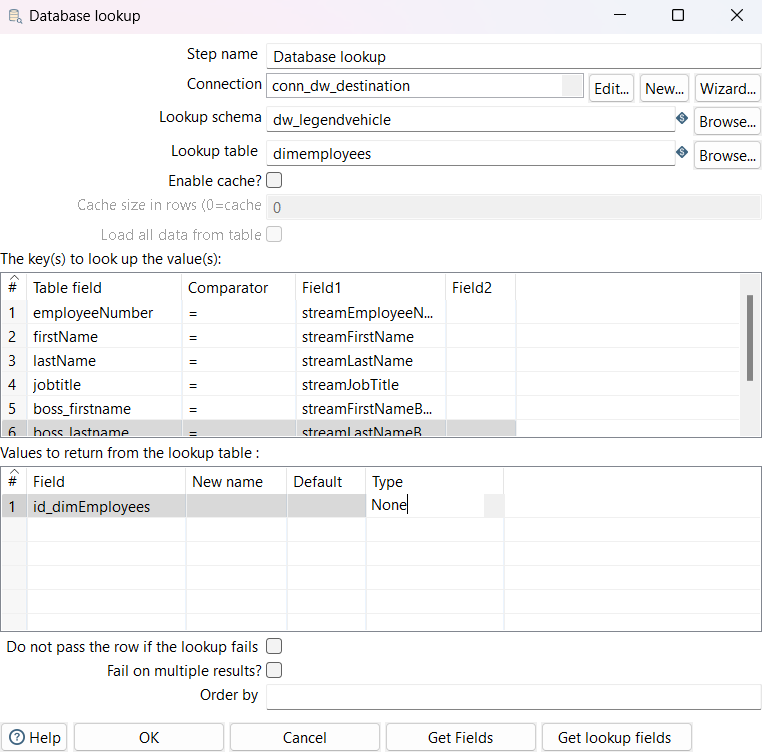 Database lookup
Step name Database lookup
Connection conn_dw_destination Edit... New... Wizard...
Lookup schema dw_legendvehicle Browse...
Lookup table dimemployees Browse...
Enable cache?
Cache size in rows (0=cache 0
Load all data from table
The key(s) to look up the value(s):
# Table field Comparator Field1 Field2
1 employeeNumber = streamEmployeeN...
2 firstName = streamFirstName
3 lastName = streamLastName
4 jobtitle = streamJobTitle
5 boss_firstname = streamFirstNameB...
6 boss_lastname = streamLastNameB
Values to return from the lookup table :
# Field New name Default Type
1 id_dimEmployees None
Do not pass the row if the lookup fails
Fail on multiple results?
Order by
Help OK Cancel Get Fields Get lookup fields